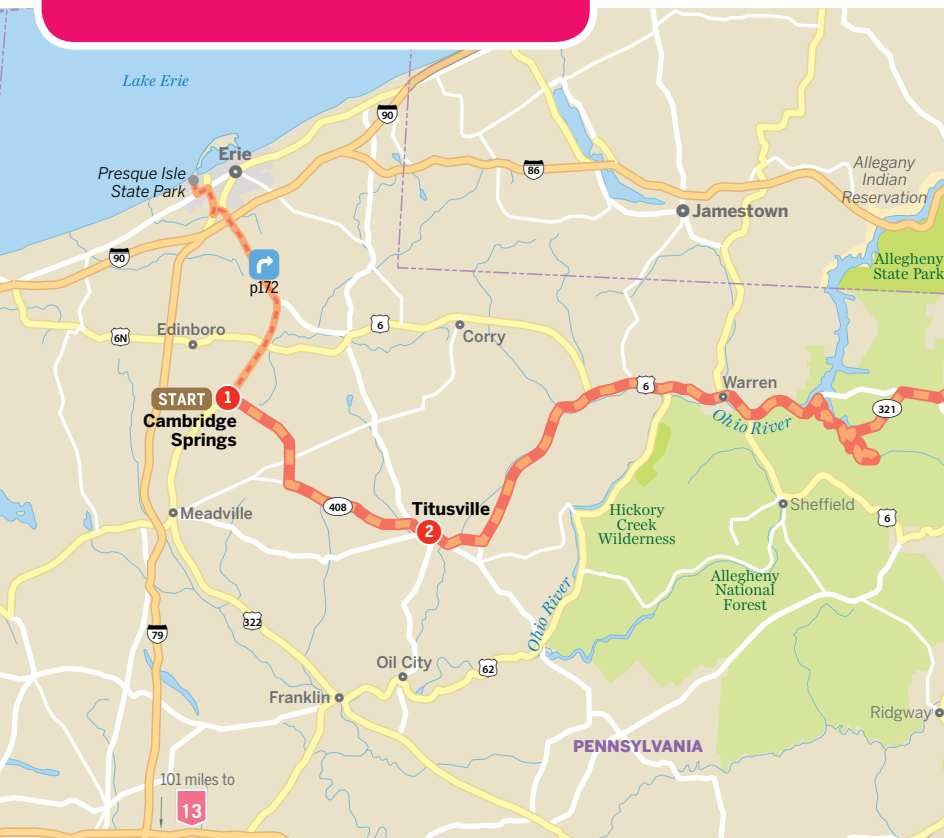 Lake Erie
90
Erie
Presque Isle
State Park
86
Allegany
Indian
Reservation
Jamestown
90
p172
Allegheny
State Park
6N
Edinboro
6
Corry
START
1
Cambridge
Springs
6
Warren
Ohio River
321
408
Titusville
2
Meadville
Hickory
Creek
Wilderness
Sheffield
6
Allegheny
National
Forest
Ohio River
322
79
Oil City
62
Franklin
Ridgway
PENNSYLVANIA
101 miles to
13